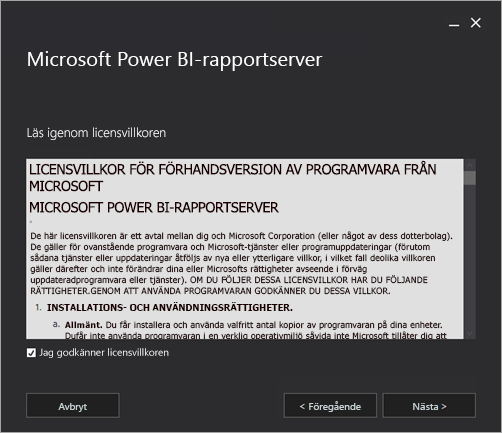 Microsoft Power BI-rapportserver
Läs igenom licensvillkoren
LICENSVILLKOR FÖR FÖRHANDSVERSION AV PROGRAMVARA FRÅN
MICROSOFT
MICROSOFT POWER BI-RAPPORTSERVER
De här licensvillkoren är ett avtal mellan dig och Microsoft Corporation (eller något av dess dotterbolag).
De gäller för ovanstående programvara och Microsoft-tjänster eller programuppdateringar (förutom
sådana tjänster eller uppdateringar åtföljs av nya eller ytterligare villkor, i vilket fall deolika villkoren
gäller därefter och inte förändrar dina eller Microsofts rättigheter avseende i förväg
uppdateradprogramvara eller tjänster). OM DU FÖLJER DESSA LICENSVILLKOR HAR DU FÖLJANDE
RÄTTIGHETER.GENOM ATT ANVÄNDA PROGRAMVARAN GODKÄNNER DU DESSA VILLKOR.
1. INSTALLATIONS- OCH ANVÄNDNINGSRÄTTIGHETER.
a. Allmänt. Du får installera och använda valfritt antal kopior av programvaran på dina enheter.
Dufår inte använda programvaran i en verklig operativmiljö såvida inte Microsoft tillåter dig att
Jag godkänner licensvillkoren
Avbryt
< Föregående
Nästa >